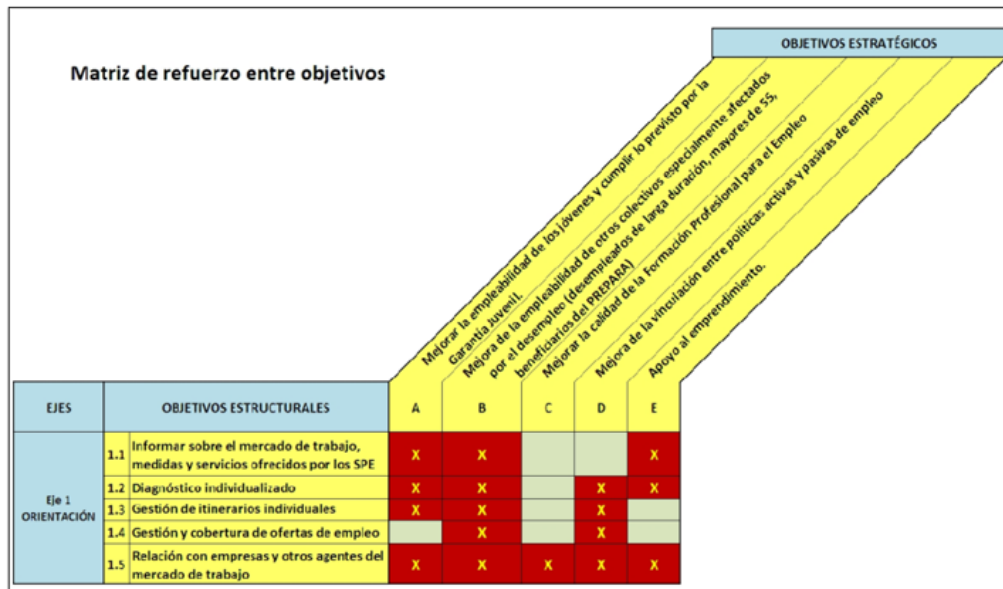 OBJETIVOS ESTRATÉGICOS
Matriz de refuerzo entre objetivos
Mejorar la empleabilidad de los jóvenes y cumplir lo previsto por la
Garantía Juvenil.
Mejora de la empleabilidad de otros colectivos especialmente afectados
por el desempleo (desempleados de larga duración, mayores de 55,
beneficiarios del PREPARA)
Mejorar la calidad de la Formación Profesional para el Empleo
Mejora de la vinculación entre políticas activas y pasivas de empleo
Apoyo al emprendimiento.
EJES OBJETIVOS ESTRUCTURALES A B C D E
Eje 1
ORIENTACIÓN
1.1 Informar sobre el mercado de trabajo,
medidas y servicios ofrecidos por los SPE X X X
1.2 Diagnóstico individualizado X X X X
1.3 Gestión de itinerarios individuales X X X
1.4 Gestión y cobertura de ofertas de empleo X X
1.5 Relación con empresas y otros agentes del
mercado de trabajo X X X X X